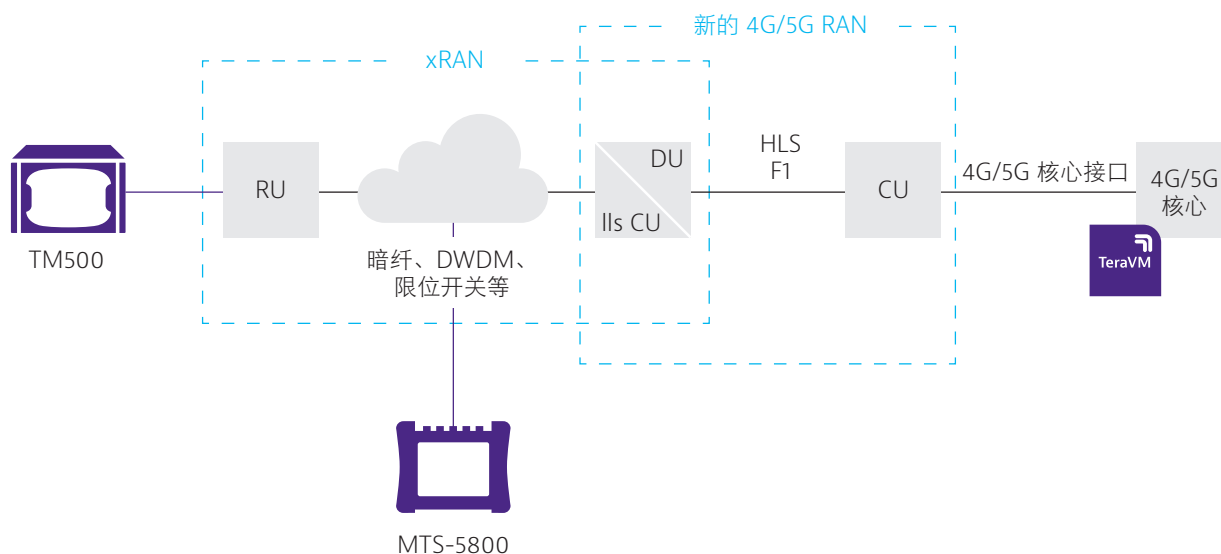 新的 4G/5G RAN
xRAN
TM500
RU
暗纤、DWDM、
限位开关等
DU
lls CU
HLS
F1
CU
4G/5G 核心接口
4G/5G
核心
TeraVM
MTS-5800